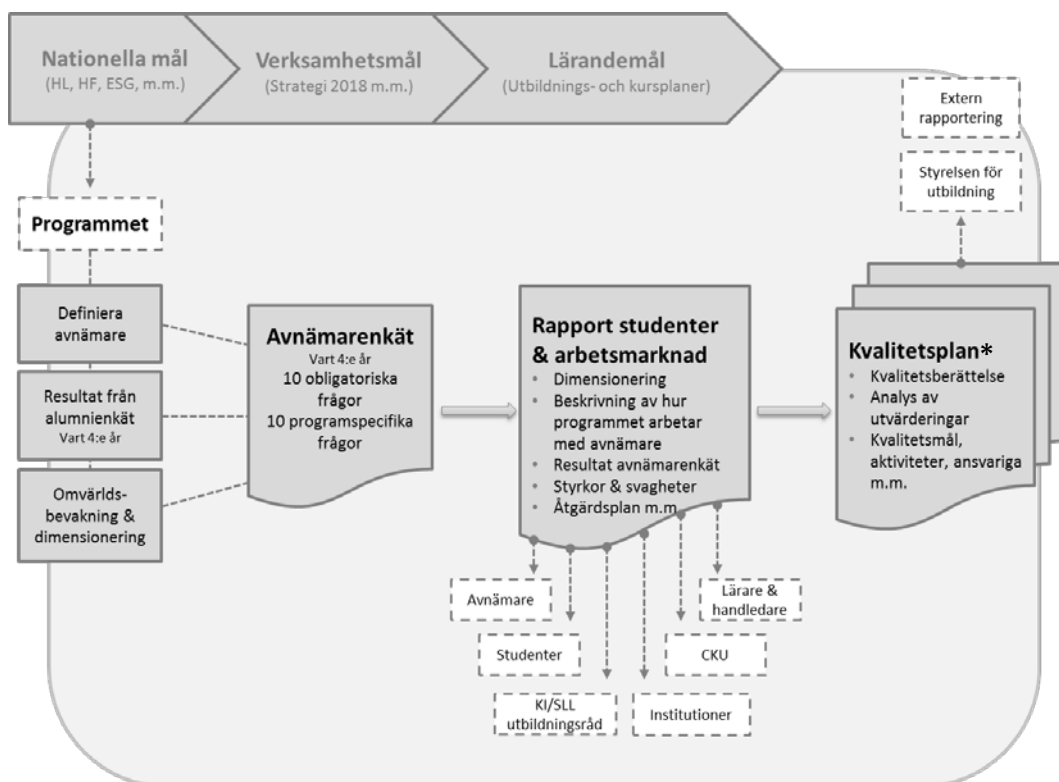 Nationella mål
(HL, HF, ESG, m.m.)
Verksamhetsmål
(Strategi 2018 m.m.)
Lärandemål
(Utbildnings- och kursplaner)
Extern
rapportering
Styrelsen för
utbildning
Programmet
Definiera
avnämare
Resultat från
alumnienkät
Vart 4:e år
Omvärlds-
bevakning &
dimensionering
Avnämarenkät
Vart 4:e år
10 obligatoriska
frågor
10 programspecifika
frågor
Rapport studenter
& arbetsmarknad
• Dimensionering
• Beskrivning av hur
programmet arbetar
med avnämare
• Resultat avnämarenkät
• Styrkor & svagheter
• Åtgärdsplan m.m
Kvalitetsplan*
• Kvalitetsberättelse
• Analys av
utvärderingar
• Kvalitetsmål,
aktiviteter, ansvariga
m.m.
Avnämare
Studenter
KI/SLL
utbildningsråd
Institutioner
CKU
Lärare &
handledare